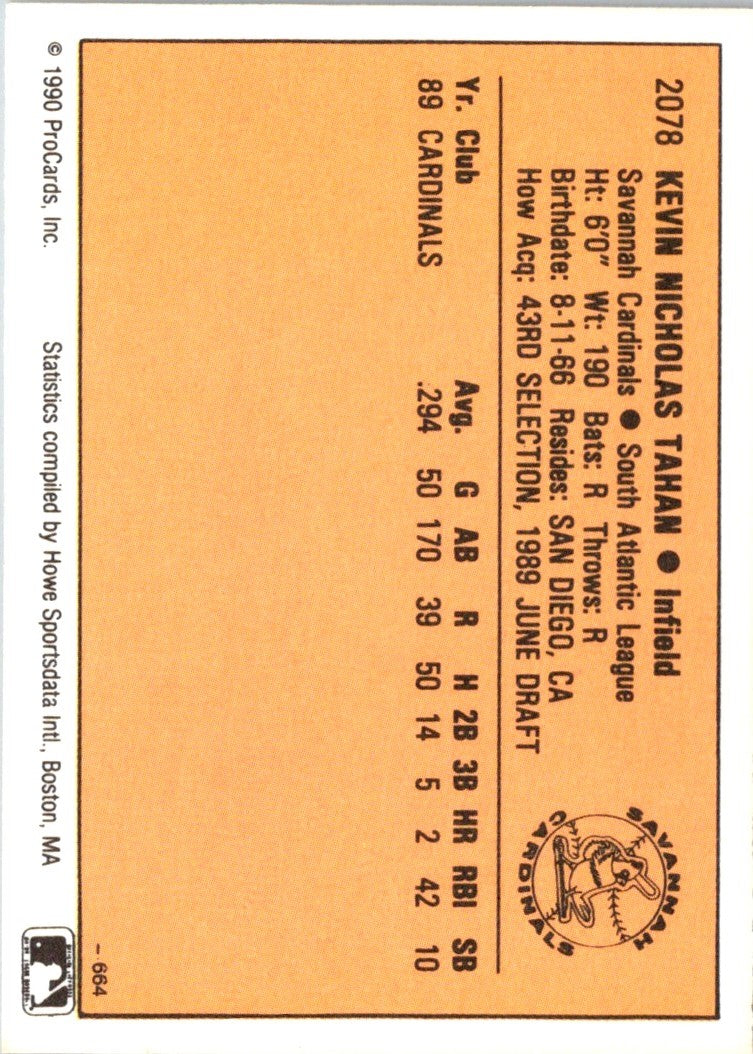 2078 KEVIN NICHOLAS TAHAN ● Infield
Savannah Cardinals ● South Atlantic League
Ht: 6'0" Wt: 190 Bats: R Throws: R
Birthdate: 8-11-66 Resides: SAN DIEGO, CA
How Acq: 43RD SELECTION, 1989 JUNE DRAFT
SAVANNAH
CARDINALS
Yr. Club Avg. G AB R H 2B 3B HR RBI SB
89 CARDINALS .294 50 170 39 50 14 5 2 42 10
– 664
© 1990 ProCards, Inc. Statistics compiled by Howe Sportsdata Intl., Boston, MA